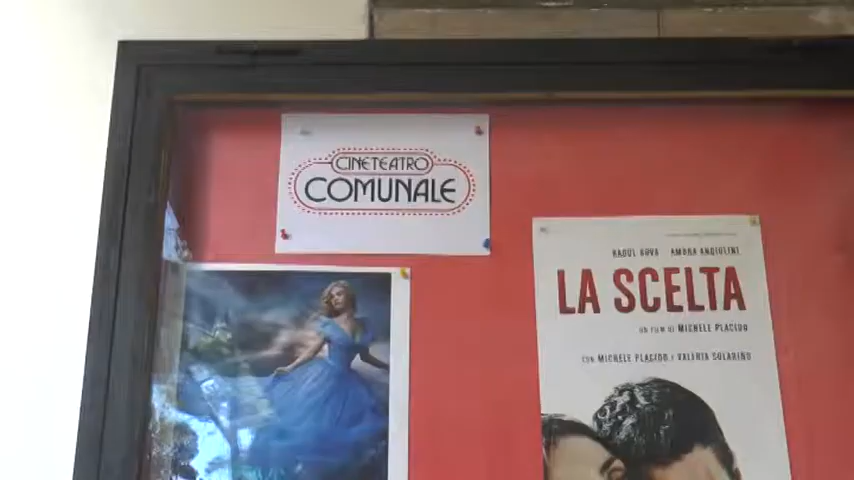 CINETEATRO
COMUNALE
RAOUL BOVA AMBRA ANGIOLINI
LA SCELTA
UN FILM DI MICHELE PLACIDO
CON MICHELE PLACIDO E VALERIA SOLARINO